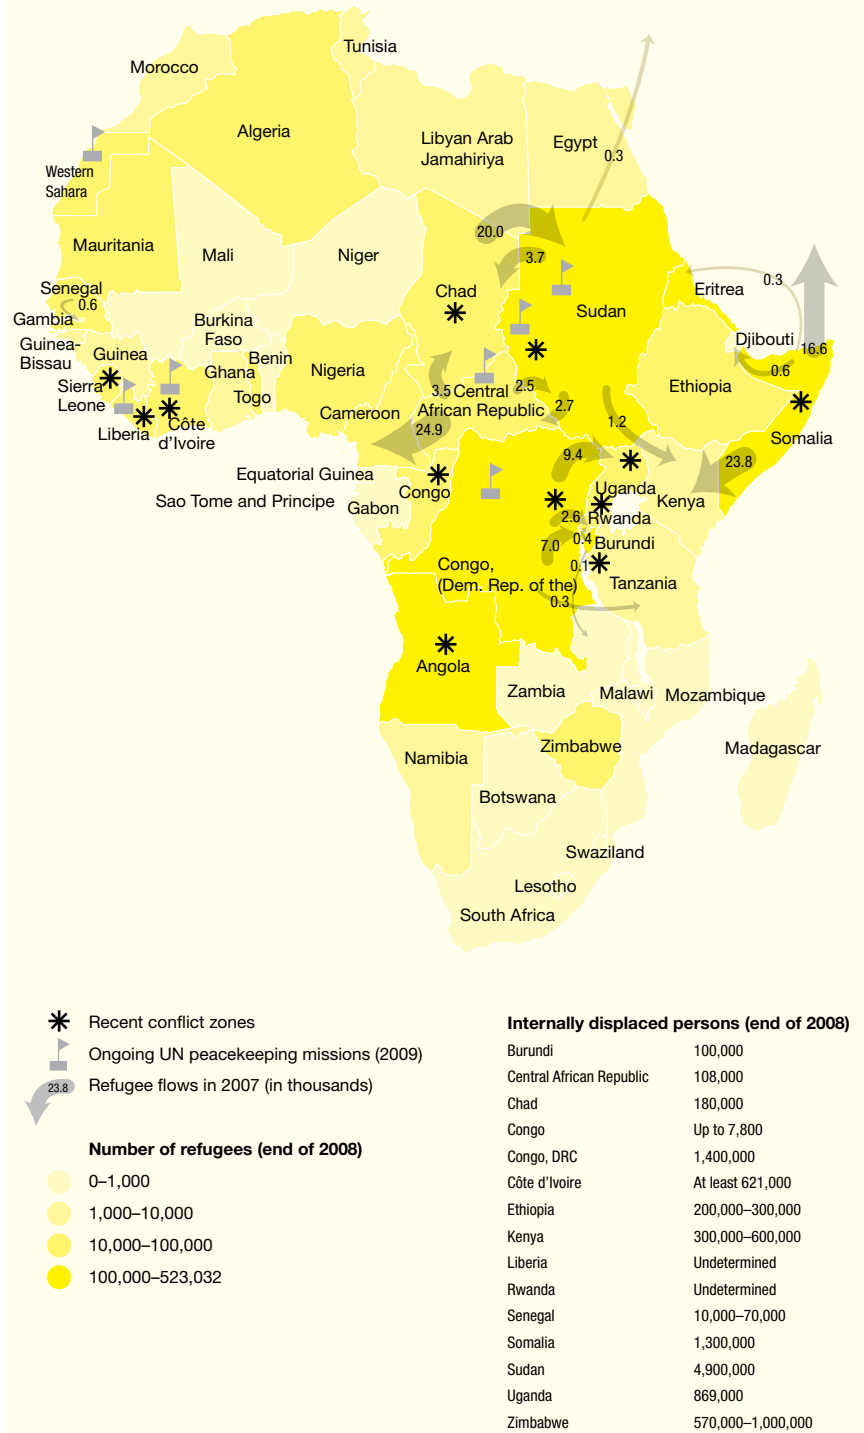 Tunisia
Morocco
Algeria
Libyan Arab
Jamahiriya
Egypt
0.3
Western
Sahara
Mauritania
Mali
Niger
20.0
3.7
Chad
Sudan
Eritrea
0.3
Senegal
0.6
Gambia
Guinea-
Bissau
Guinea
Burkina
Faso
Benin
Ghana
Togo
Nigeria
Djibouti
16.6
0.6
Ethiopia
Sierra
Leone
Liberia
Côte
d’Ivoire
Cameroon
3.5
Central
African Republic
2.5
2.7
1.2
24.9
Somalia
23.8
9.4
Equatorial Guinea
Sao Tome and Principe
Gabon
Congo
Uganda
Kenya
Rwanda
2.6
0.4
Burundi
7.0
0.1
Congo,
(Dem. Rep. of the)
Tanzania
0.3
Angola
Zambia
Malawi
Mozambique
Zimbabwe
Madagascar
Namibia
Botswana
Swaziland
Lesotho
South Africa
Recent conflict zones
Ongoing UN peacekeeping missions (2009)
23.8
Refugee flows in 2007 (in thousands)
Number of refugees (end of 2008)
0–1,000
1,000–10,000
10,000–100,000
100,000–523,032
Internally displaced persons (end of 2008)
Burundi 100,000
Central African Republic 108,000
Chad 180,000
Congo Up to 7,800
Congo, DRC 1,400,000
Côte d’Ivoire At least 621,000
Ethiopia 200,000–300,000
Kenya 300,000–600,000
Liberia Undetermined
Rwanda Undetermined
Senegal 10,000–70,000
Somalia 1,300,000
Sudan 4,900,000
Uganda 869,000
Zimbabwe 570,000–1,000,000